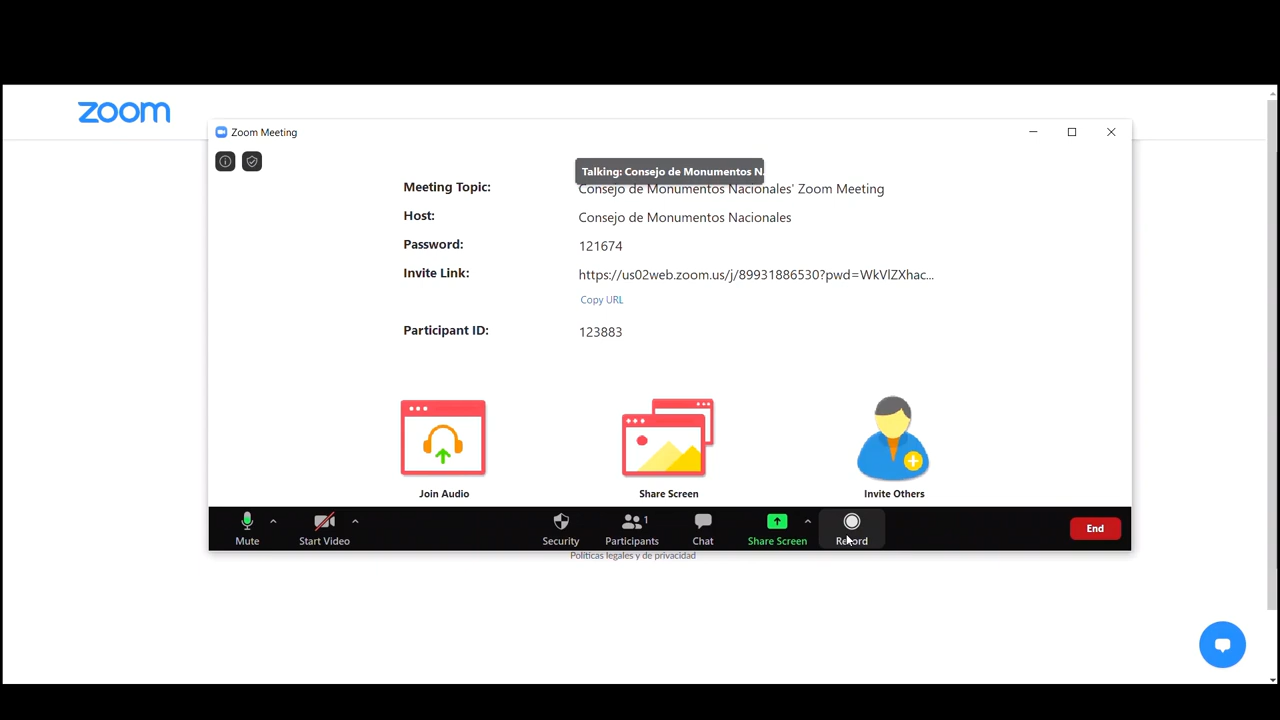 zoom
Zoom Meeting
Talking: Consejo de Monumentos N...
Meeting Topic: Consejo de Monumentos Nacionales' Zoom Meeting
Host: Consejo de Monumentos Nacionales
Password: 121674
Invite Link: https://us02web.zoom.us/j/89931886530?pwd=WkVlZXhac...
Copy URL
Participant ID: 123883
Join Audio Share Screen Invite Others
1
Mute Start Video Security Participants Chat Share Screen Record End
Políticas legales y de privacidad